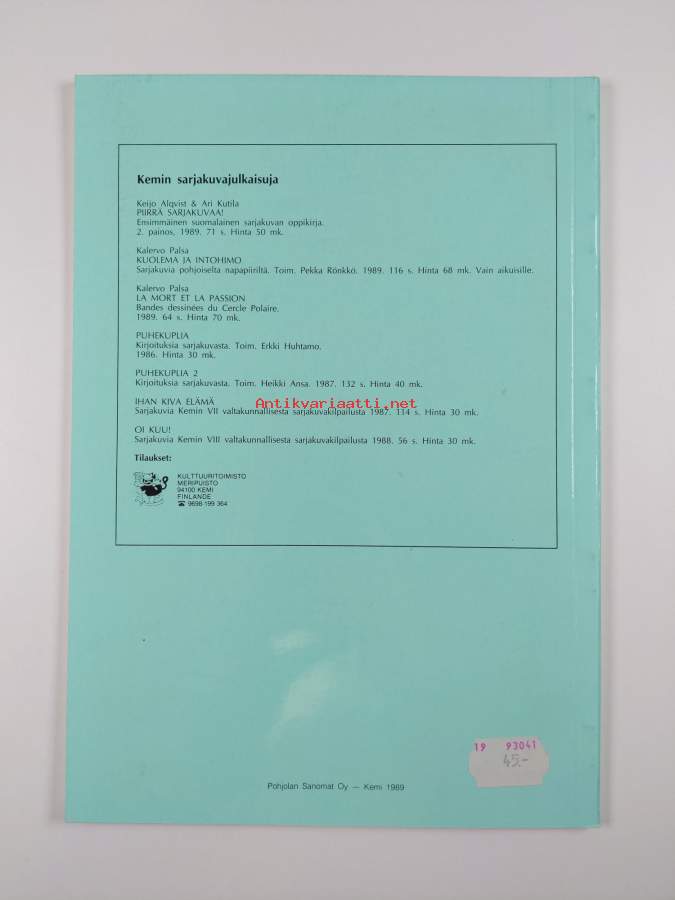 Kemin sarjakuvajulkaisuja
Keijo Alqvist & Ari Kutila
PIIRRÄ SARJAKUVAA!
Ensimmäinen suomalainen sarjakuvan oppikirja.
2. painos, 1989. 71 s. Hinta 50 mk.
Kalervo Palsa
KUOLEMA JA INTOHIMO
Sarjakuvia pohjoiselta napapiiriltä. Toim. Pekka Rönkkö. 1989. 116 s. Hinta 68 mk. Vain aikuisille.
Kalervo Palsa
LA MORT ET LA PASSION
Bandes dessinées du Cercle Polaire.
1989. 64 s. Hinta 70 mk.
PUHEKUPLIA
Kirjoituksia sarjakuvasta. Toim. Erkki Huhtamo.
1986. Hinta 30 mk.
PUHEKUPLIA 2
Kirjoituksia sarjakuvasta. Toim. Heikki Ansa. 1987. 132 s. Hinta 40 mk.
Antikvariaatti.net
IHAN KIVA ELÄMÄ
Sarjakuvia Kemin VII valtakunnallisesta sarjakuvakilpailusta 1987. 114 s. Hinta 30 mk.
OI KUU!
Sarjakuvia Kemin VIII valtakunnallisesta sarjakuvakilpailusta 1988. 56 s. Hinta 30 mk.
Tilaukset:
KULTTUURITOIMISTO
MERIPUISTO
94100 KEMI
FINLANDE
☎ 9698-199 364
19 93041
45.-
Pohjolan Sanomat Oy — Kemi 1989